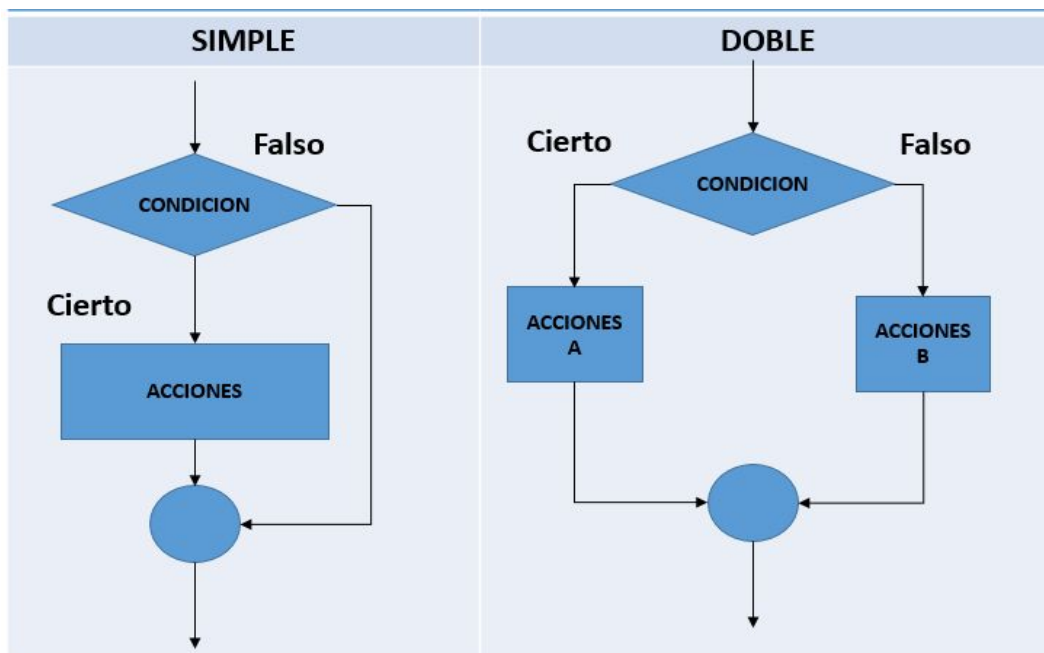 SIMPLE
Falso
CONDICION
Cierto
ACCIONES
DOBLE
Cierto
Falso
CONDICION
ACCIONES
A
ACCIONES
B